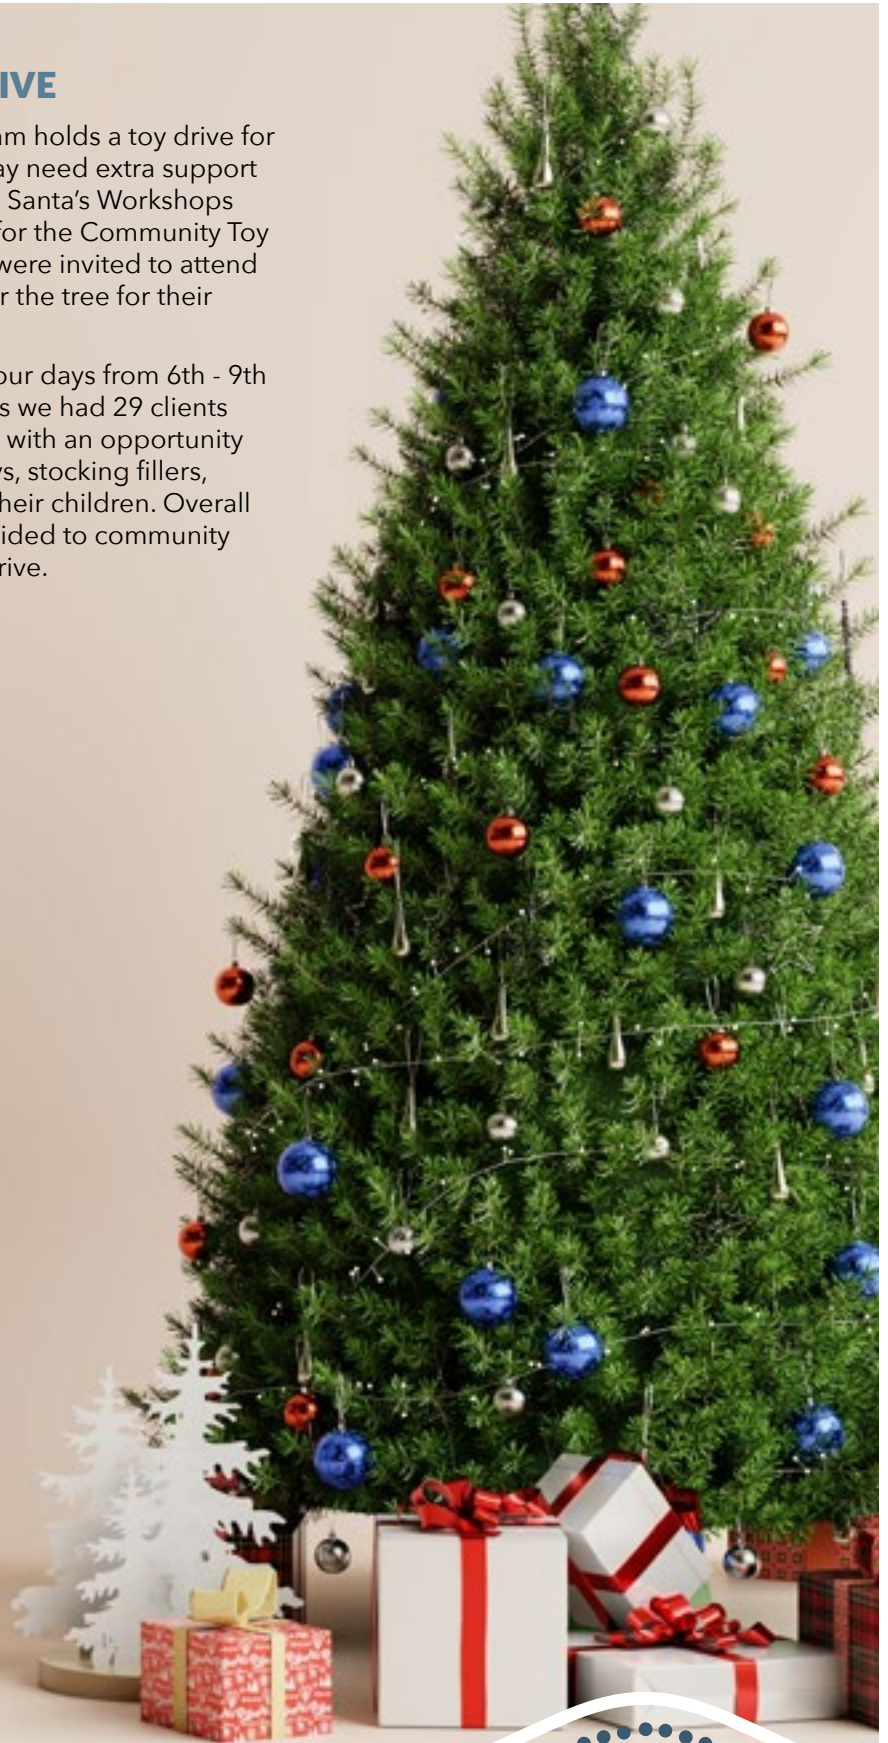 IVE
am holds a toy drive for
ay need extra support
Santa’s Workshops
for the Community Toy
were invited to attend
r the tree for their
our days from 6th - 9th
s we had 29 clients
with an opportunity
ys, stocking fillers,
heir children. Overall
ided to community
rive.